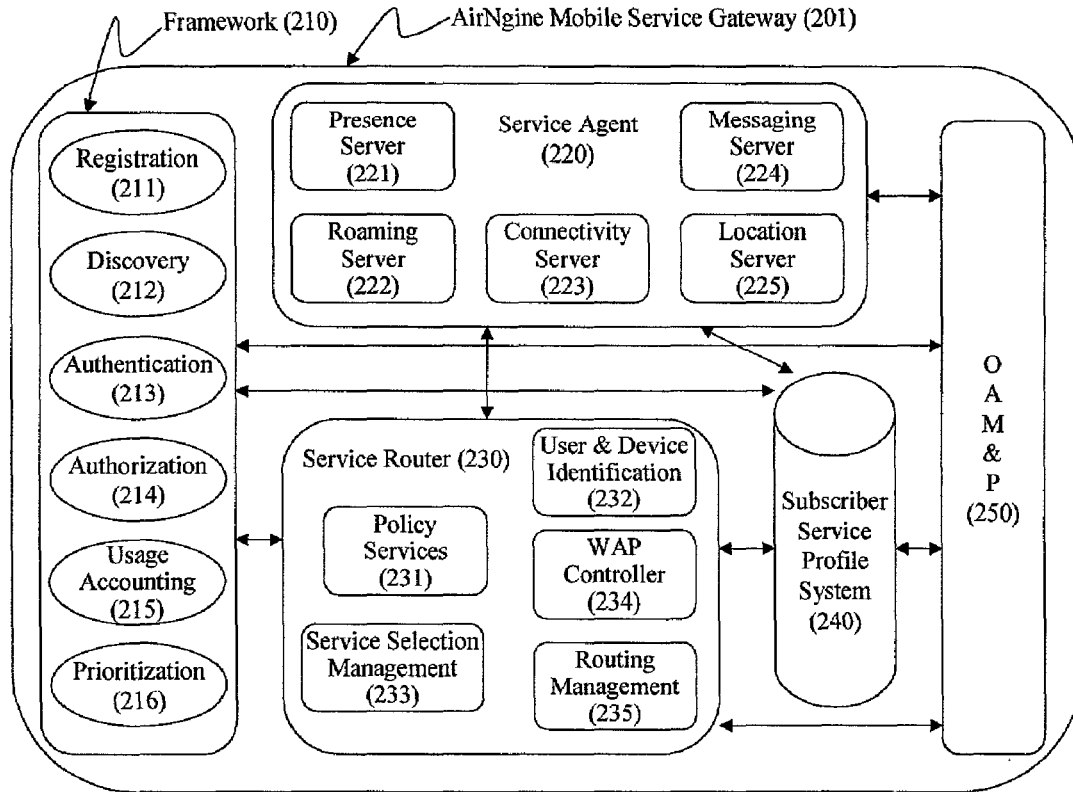 Framework (210)
AirNgine Mobile Service Gateway (201)
Registration
(211)
Discovery
(212)
Authentication
(213)
Authorization
(214)
Usage
Accounting
(215)
Prioritization
(216)
Presence
Server
(221)
Service Agent
(220)
Messaging
Server
(224)
Roaming
Server
(222)
Connectivity
Server
(223)
Location
Server
(225)
Service Router (230)
User & Device
Identification
(232)
Policy
Services
(231)
WAP
Controller
(234)
Service Selection
Management
(233)
Routing
Management
(235)
Subscriber
Service
Profile
System
(240)
O
A
M
&
P
(250)